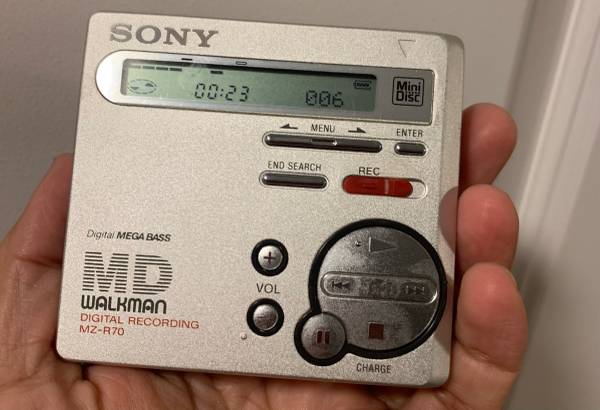 SONY
00:23 006
Mini
Disc
MENU ENTER
END SEARCH REC
Digital MEGA BASS
MD
WALKMAN
VOL
DIGITAL RECORDING
MZ-R70
CHARGE